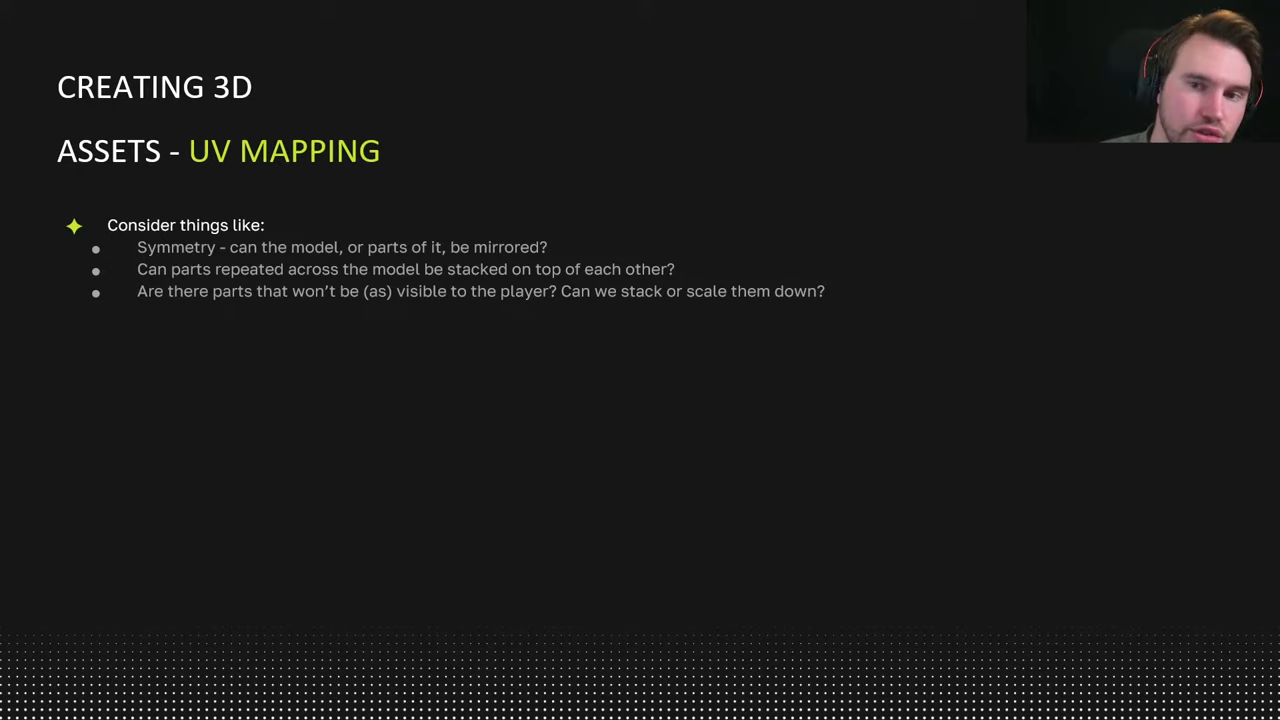 CREATING 3D
ASSETS - UV MAPPING
Consider things like:
Symmetry - can the model, or parts of it, be mirrored?
Can parts repeated across the model be stacked on top of each other?
Are there parts that won’t be (as) visible to the player? Can we stack or scale them down?